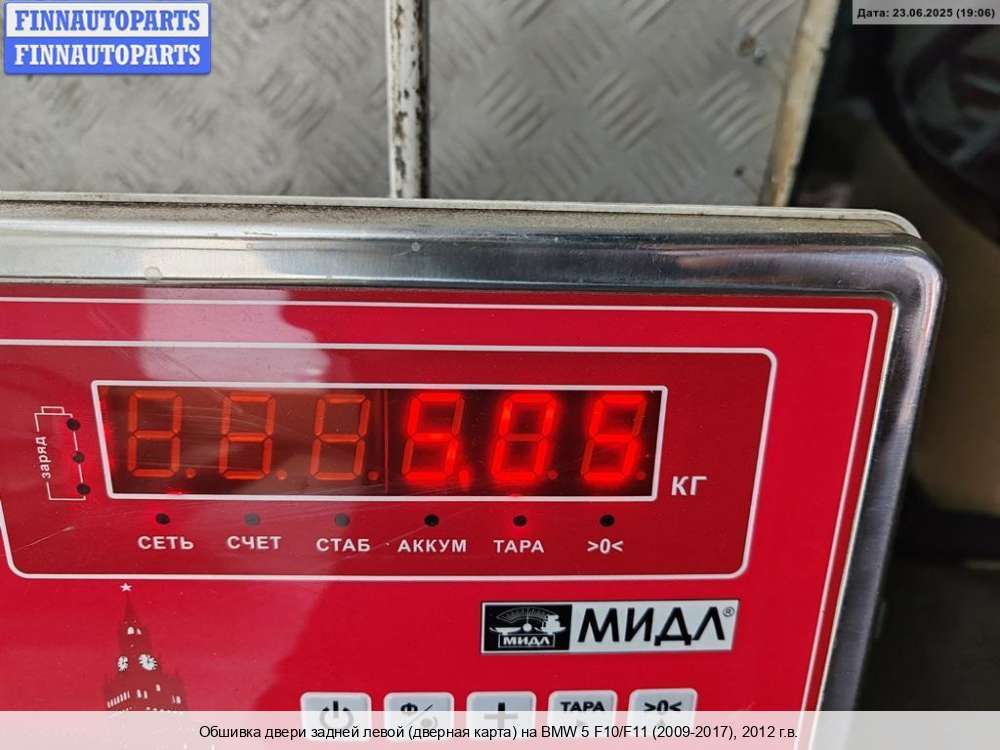 FINNAUTOPARTS
FINNAUTOPARTS
Дата: 23.06.2025 (19:06)
заряд
5.05
КГ
СЕТЬ СЧЕТ СТАБ АККУМ ТАРА >0<
МИДЛ МИДЛ®
ТАРА >0<
Обшивка двери задней левой (дверная карта) на BMW 5 F10/F11 (2009-2017), 2012 г.в.